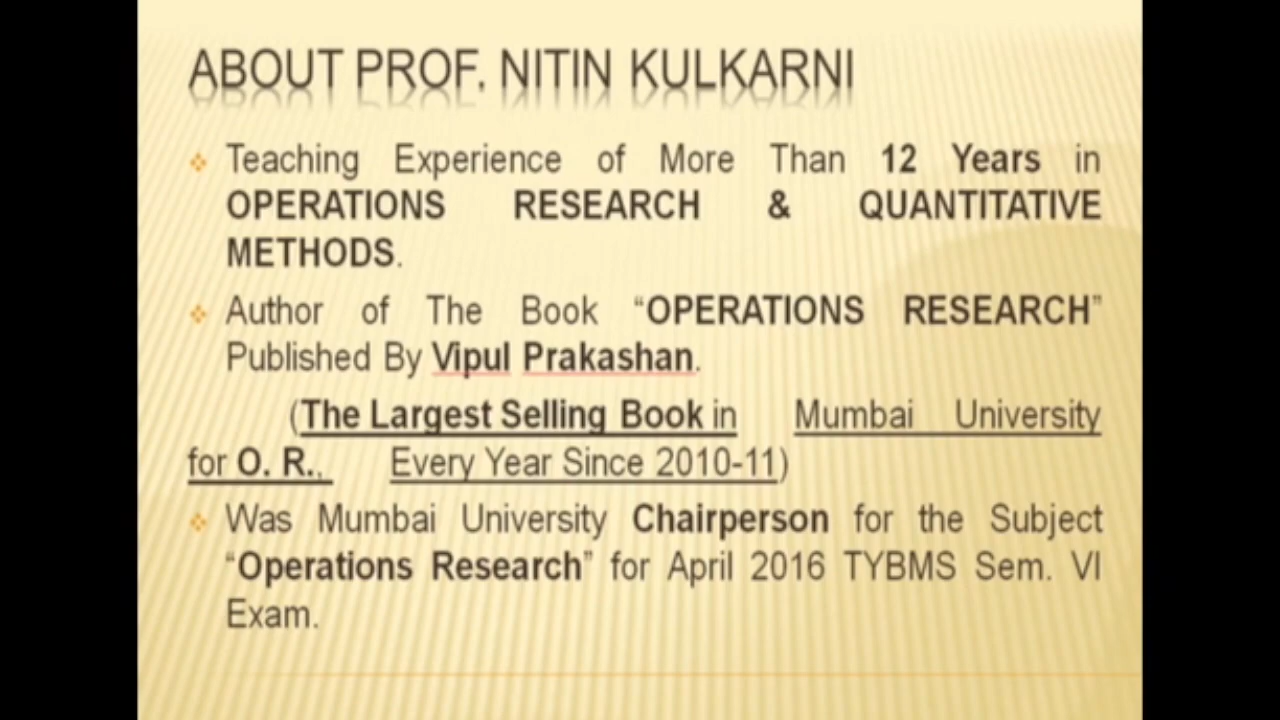 ABOUT PROF. NITIN KULKARNI
Teaching Experience of More Than 12 Years in
OPERATIONS RESEARCH & QUANTITATIVE
METHODS.
Author of The Book “OPERATIONS RESEARCH”
Published By Vipul Prakashan.
(The Largest Selling Book in Mumbai University
for O. R., Every Year Since 2010-11)
Was Mumbai University Chairperson for the Subject
“Operations Research” for April 2016 TYBMS Sem. VI
Exam.